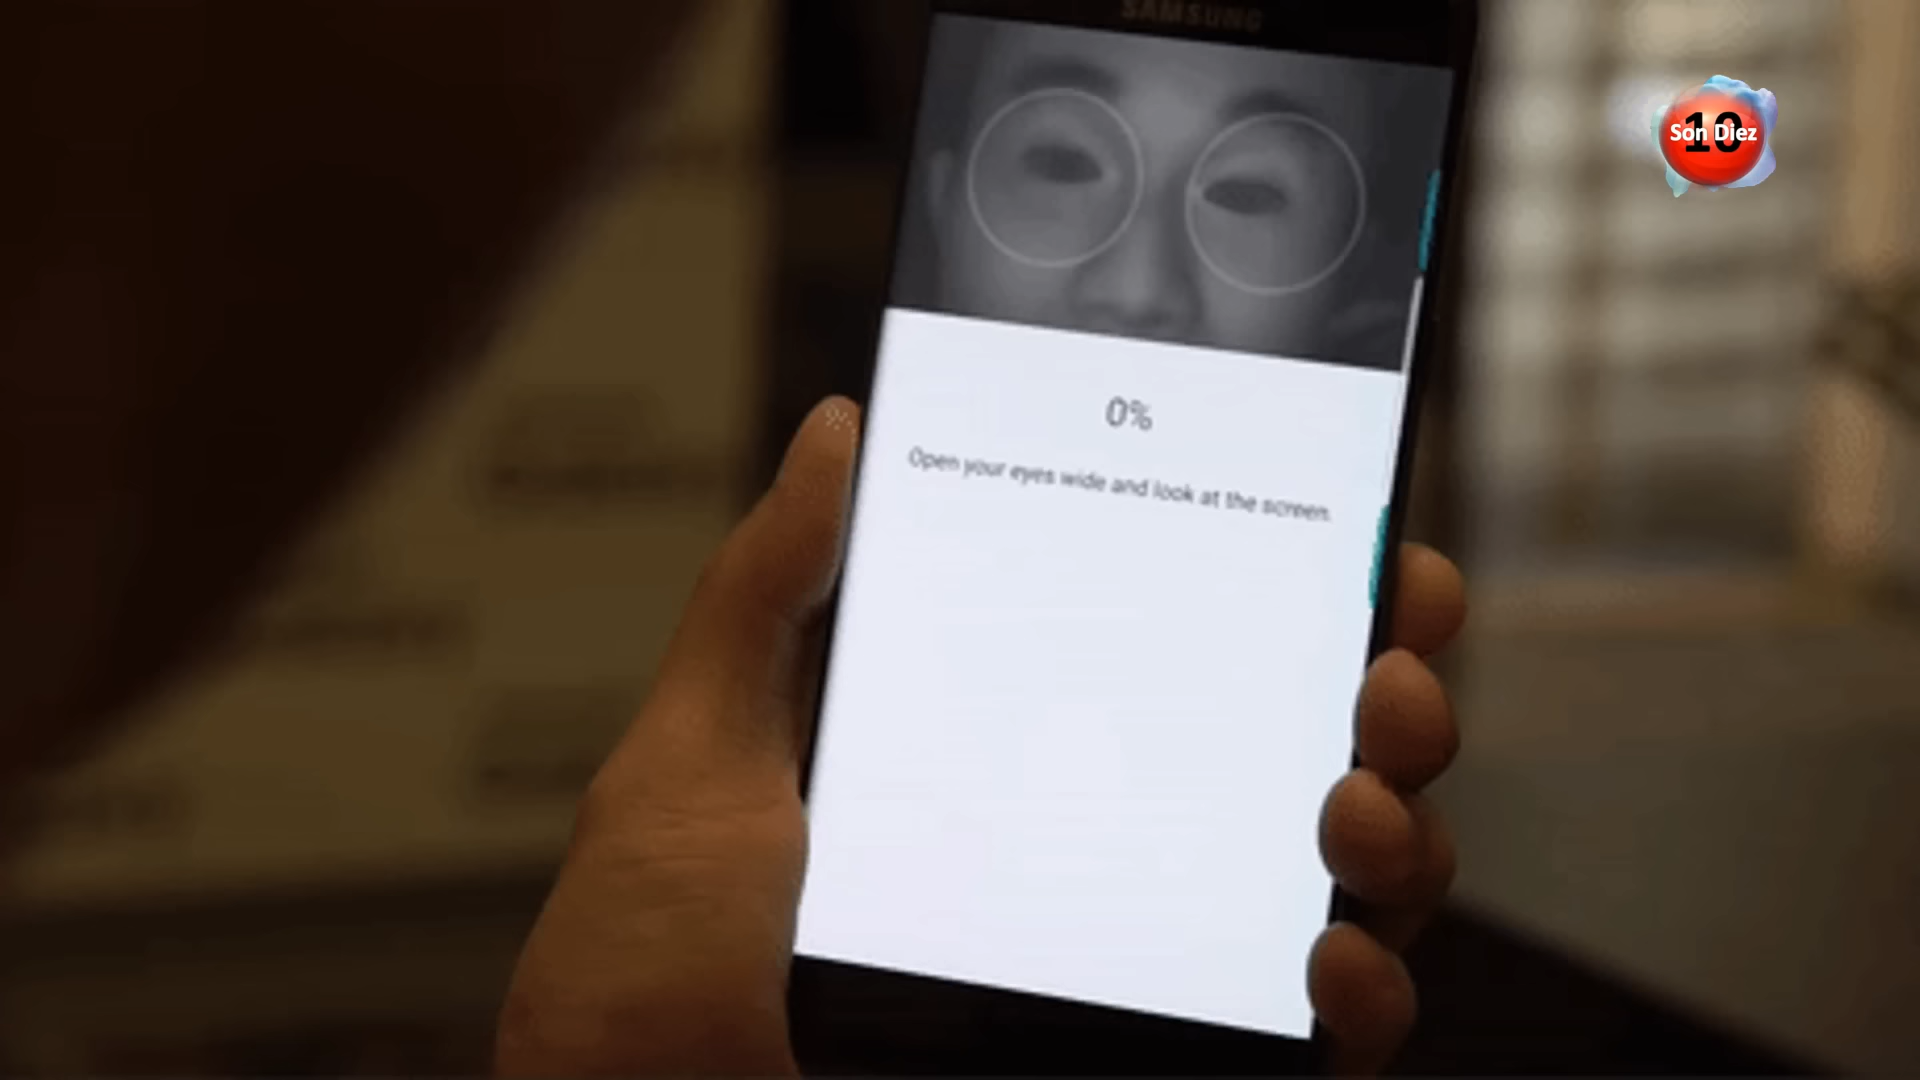 SAMSUNG
10
Son Diez
0%
Open your eyes wide and look at the screen.